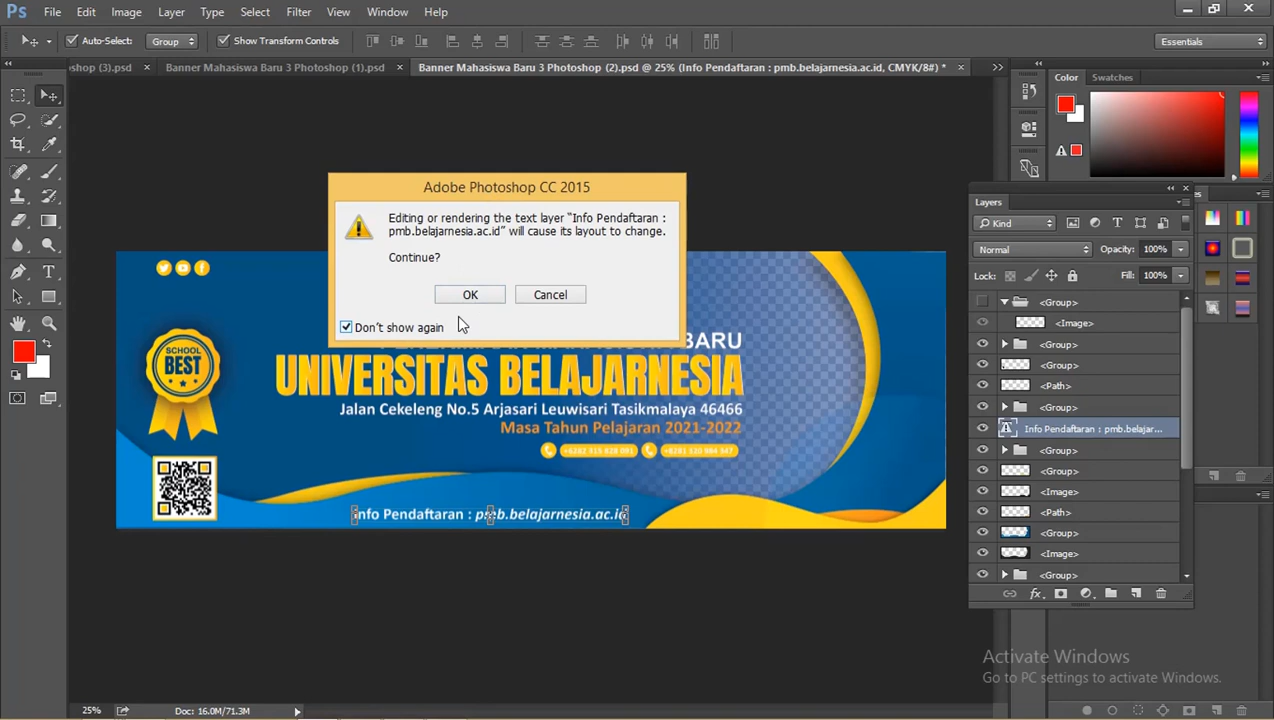 Ps File Edit Image Layer Type Select Filter View Window Help
Auto-Select: Group Show Transform Controls Essentials
shop (3).psd × Banner Mahasiswa Baru 3 Photoshop (1).psd × Banner Mahasiswa Baru 3 Photoshop (2).psd @ 25% (Info Pendaftaran : pmb.belajarnesia.ac.id, CMYK/8#) * ×
Color Swatches
Adobe Photoshop CC 2015
Editing or rendering the text layer “Info Pendaftaran :
pmb.belajarnesia.ac.id” will cause its layout to change.
Continue?
OK Cancel
Don’t show again
SCHOOL
BEST
BARU
UNIVERSITAS BELAJARNESIA
Jalan Cekeleng No.5 Arjasari Leuwisari Tasikmalaya 46466
Masa Tahun Pelajaran 2021-2022
Info Pendaftaran : pmb.belajarnesia.ac.id
Layers
Kind
Normal Opacity: 100%
Lock: Fill: 100%
<Group>
<Image>
<Group>
<Group>
<Path>
<Group>
Info Pendaftaran : pmb.belajar...
<Group>
<Group>
<Image>
<Path>
<Group>
<Image>
<Group>
Activate Windows
Go to PC settings to activate Windows.
25% Doc: 16.0M/71.3M